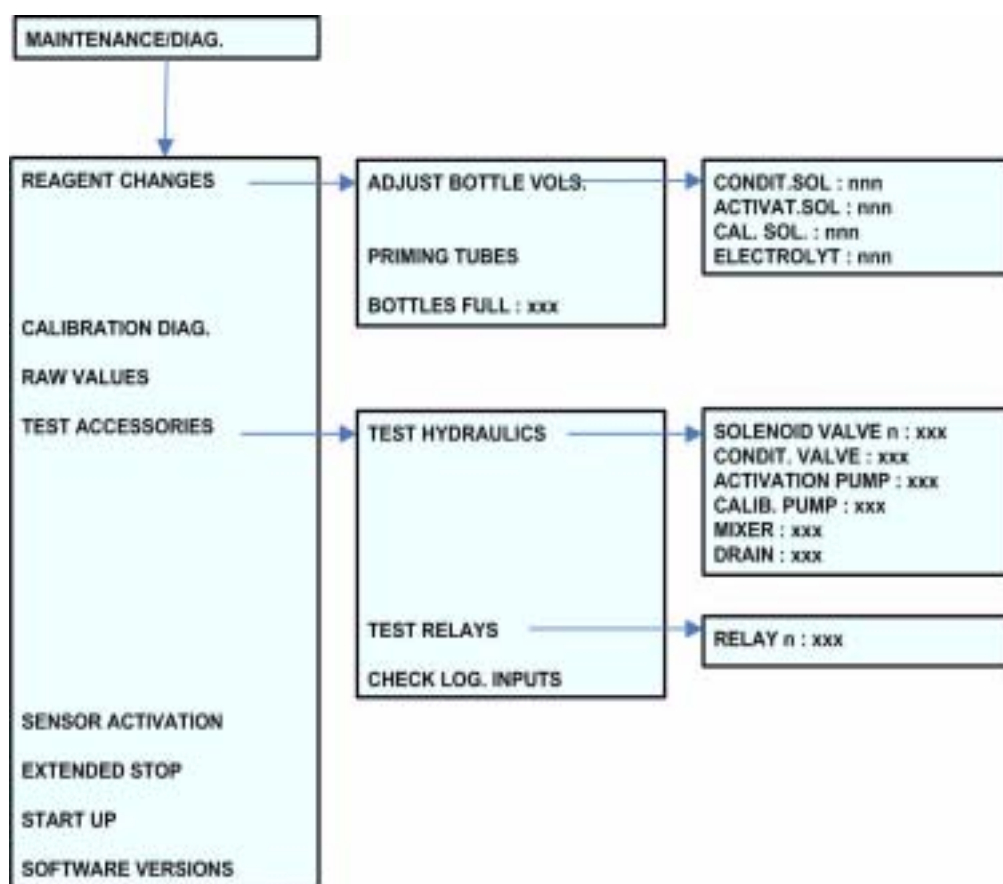 MAINTENANCE/DIAG.
REAGENT CHANGES
CALIBRATION DIAG.
RAW VALUES
TEST ACCESSORIES
SENSOR ACTIVATION
EXTENDED STOP
START UP
SOFTWARE VERSIONS
ADJUST BOTTLE VOLS.
PRIMING TUBES
BOTTLES FULL : xxx
CONDIT.SOL : nnn
ACTIVAT.SOL : nnn
CAL. SOL. : nnn
ELECTROLYT : nnn
TEST HYDRAULICS
TEST RELAYS
CHECK LOG. INPUTS
SOLENOID VALVE n : xxx
CONDIT. VALVE : xxx
ACTIVATION PUMP : xxx
CALIB. PUMP : xxx
MIXER : xxx
DRAIN : xxx
RELAY n : xxx